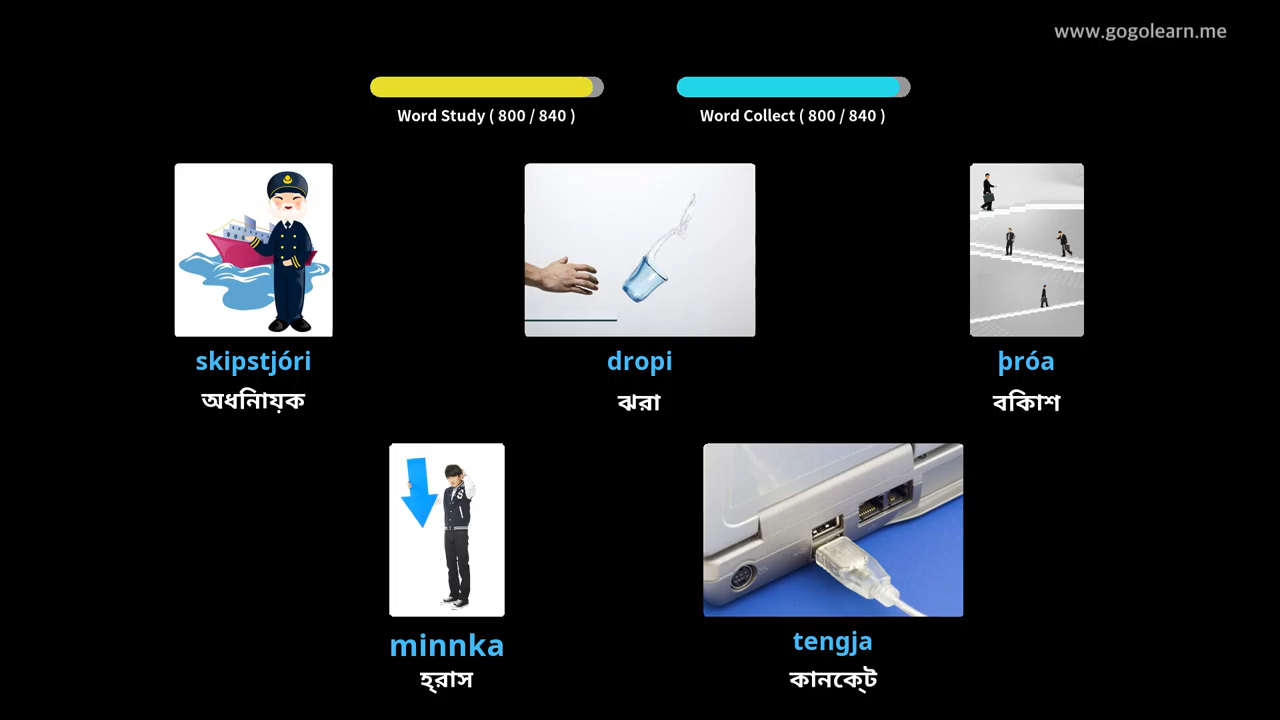 www.gogolearn.me
Word Study ( 800 / 840 )
Word Collect ( 800 / 840 )
skipstjóri
dropi
þróa
অধিনায়ক
ঝরা
বিকাশ
minnka
tengja
হ্রাস
কানেক্ট